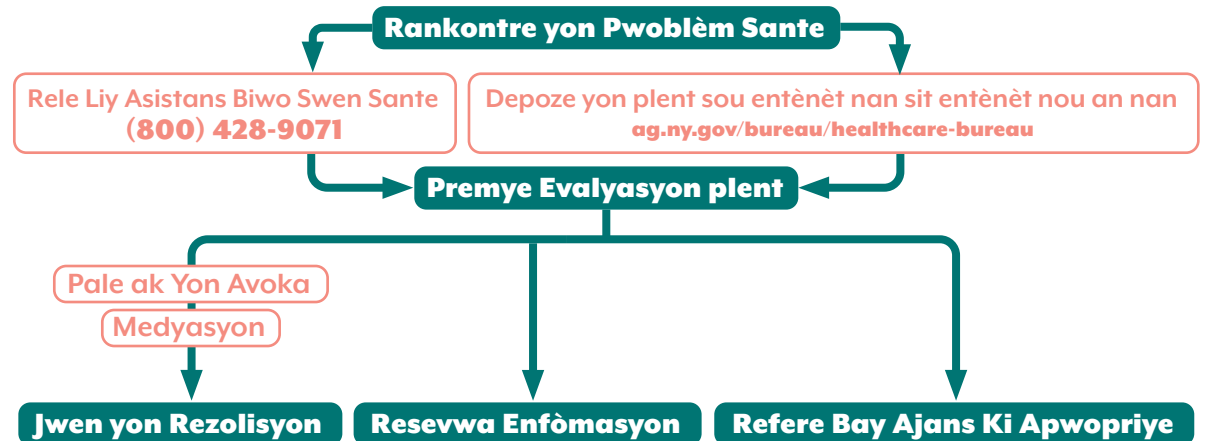 Rankontre yon Pwoblèm Sante
Rele Liy Asistans Biwo Swen Sante
(800) 428-9071
Depoze yon plent sou entènèt nan sit entènèt nou an nan
ag.ny.gov/bureau/healthcare-bureau
Premye Evalyasyon plent
Pale ak Yon Avoka
Medyasyon
Jwen yon Rezolisyon
Resevwa Enfòmasyon
Refere Bay Ajans Ki Apwopriye